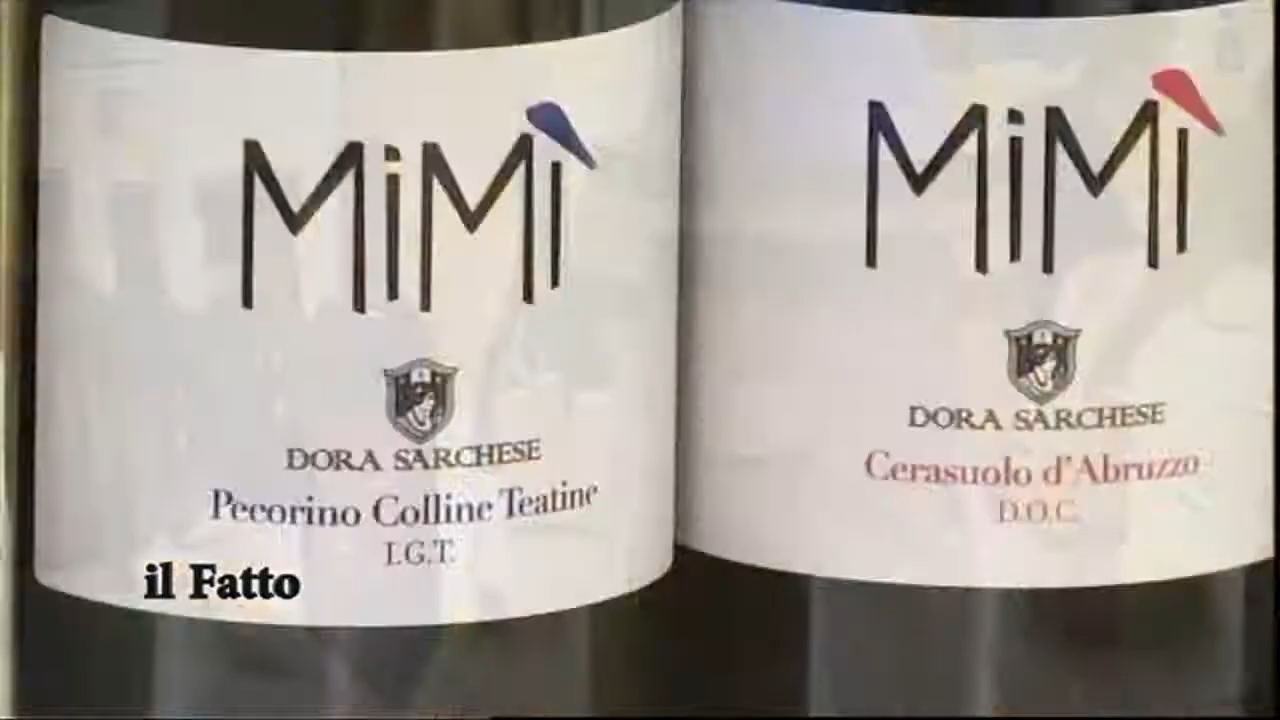 MiMì
DORA SARCHESE
Pecorino Colline Teatine
I.G.T.
il Fatto
MiMì
DORA SARCHESE
Cerasuolo d'Abruzzo
D.O.C.